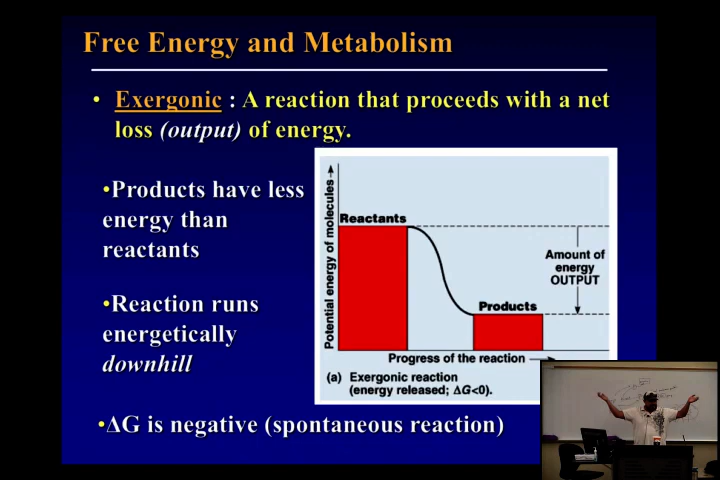 Free Energy and Metabolism
• Exergonic : A reaction that proceeds with a net
loss (output) of energy.
•Products have less
energy than
reactants
•Reaction runs
energetically
downhill
•ΔG is negative (spontaneous reaction)
Potential energy of molecules
Reactants
Amount of
energy
OUTPUT
Products
Progress of the reaction
(a) Exergonic reaction
(energy released; ΔG<0).